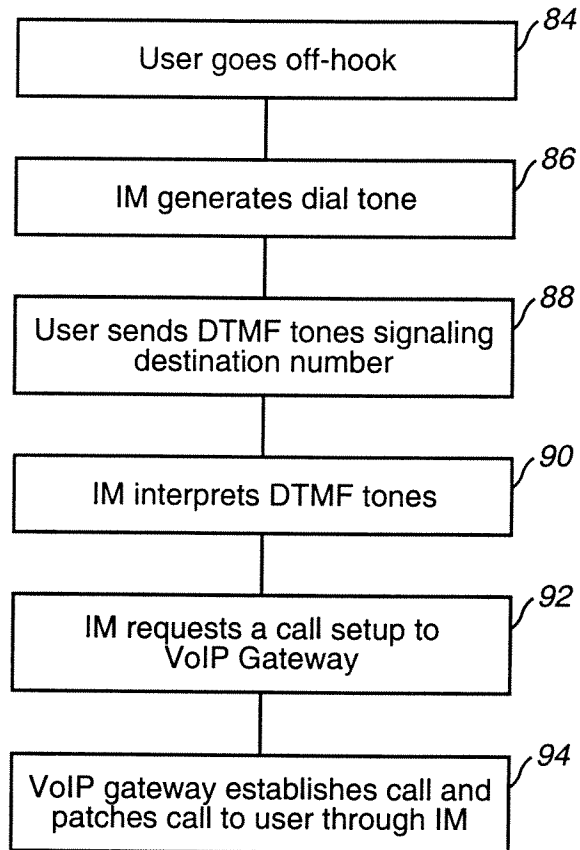 84
User goes off-hook
86
IM generates dial tone
88
User sends DTMF tones signaling
destination number
90
IM interprets DTMF tones
92
IM requests a call setup to
VoIP Gateway
94
VoIP gateway establishes call and
patches call to user through IM